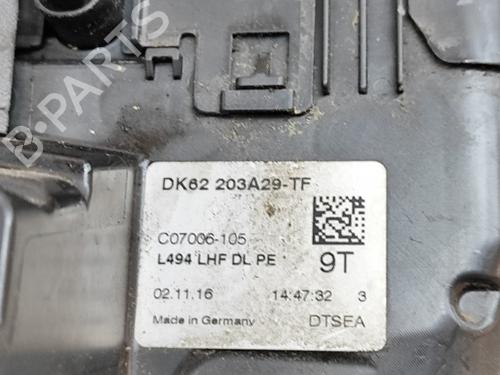 DK62 203A29-TF
C07006-105
L494 LHF DL PE
9T
02.11.16 14:47:32 3
Made in Germany DTSEA
B-PARTS